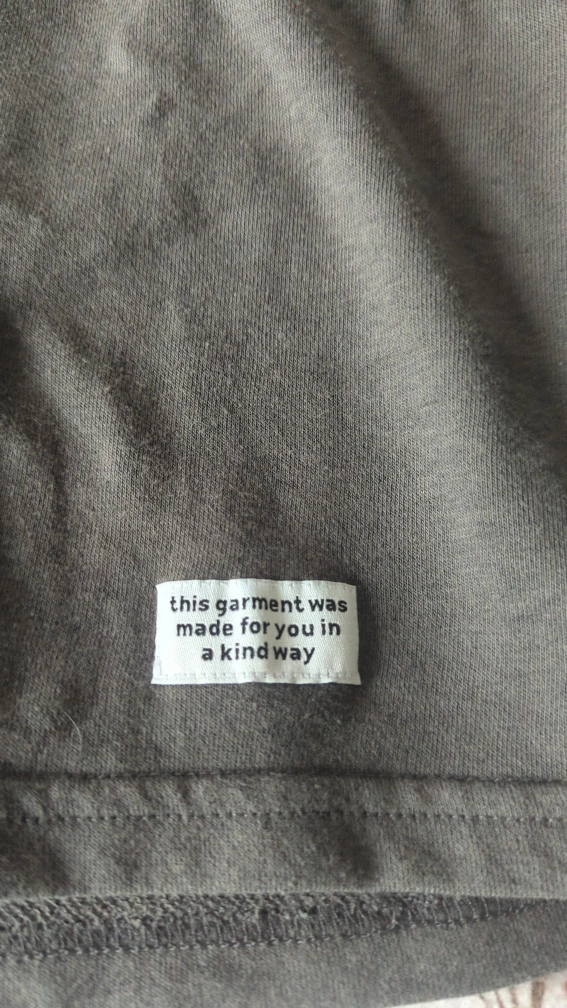 this garment was
made for you in
a kind way